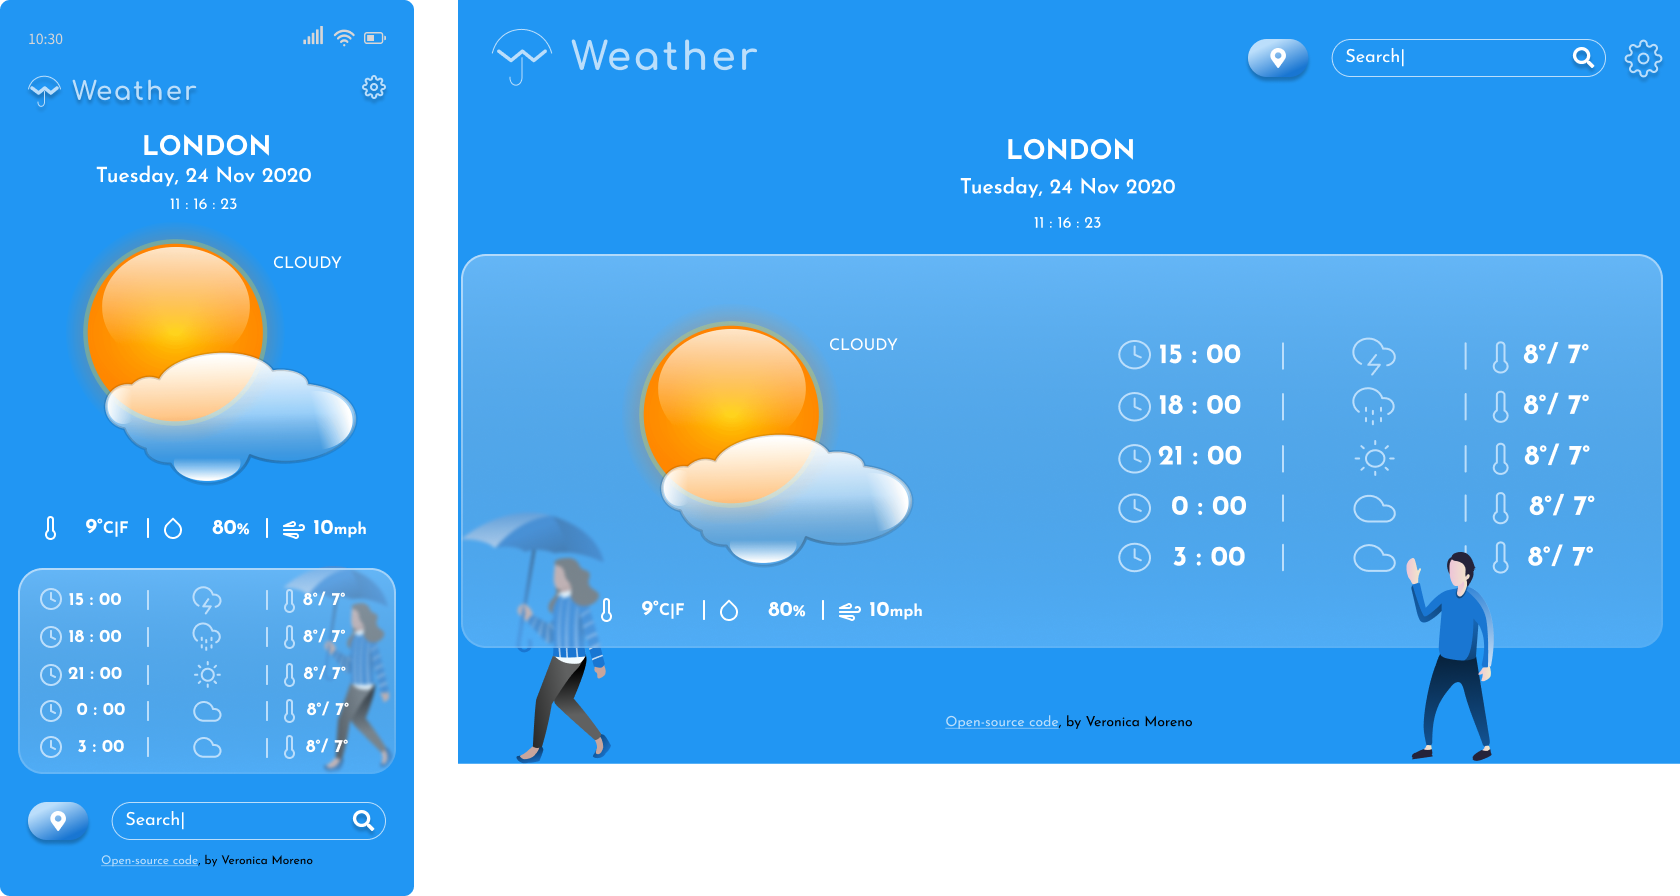 10:30
Weather
LONDON
Tuesday, 24 Nov 2020
11 : 16 : 23
CLOUDY
9°C|F | 80% | 10mph
15 : 00 | | 8°/ 7°
18 : 00 | | 8°/ 7°
21 : 00 | | 8°/ 7°
0 : 00 | | 8°/ 7°
3 : 00 | | 8°/ 7°
Search|
Open-source code, by Veronica Moreno
Weather
Search|
LONDON
Tuesday, 24 Nov 2020
11 : 16 : 23
CLOUDY
9°C|F | 80% | 10mph
15 : 00 | | 8°/ 7°
18 : 00 | | 8°/ 7°
21 : 00 | | 8°/ 7°
0 : 00 | | 8°/ 7°
3 : 00 | | 8°/ 7°
Open-source code, by Veronica Moreno